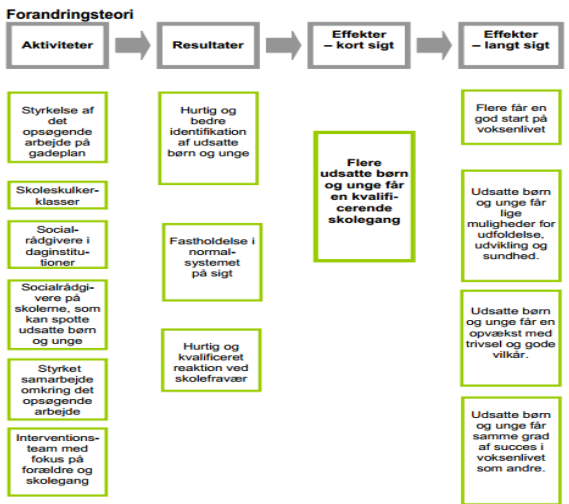 Forandringsteori
Aktiviteter
Resultater
Effekter
– kort sigt
Effekter
– langt sigt
Styrkelse af
det
opsøgende
arbejde på
gadeplan
Skoleskulker-
klasser
Social-
rådgivere i
daginstitu-
tioner
Socialrådgi-
vere på
skolerne, som
kan spotte
udsatte børn
og unge
Styrket
samarbejde
omkring det
opsøgende
arbejde
Interventions-
team med
fokus på
forældre og
skolegang
Hurtig og
bedre
identifikation
af udsatte
børn og unge
Fastholdelse i
normal-
systemet
på sigt
Hurtig og
kvalificeret
reaktion ved
skolefravær
Flere
udsatte børn
og unge får
en kvalifi-
cerende
skolegang
Flere får en
god start på
voksenlivet
Udsatte børn
og unge får
lige
muligheder for
udfoldelse,
udvikling og
sundhed.
Udsatte børn
og unge får en
opvækst med
trivsel og gode
vilkår.
Udsatte børn
og unge får
samme grad
af succes i
voksenlivet
som andre.